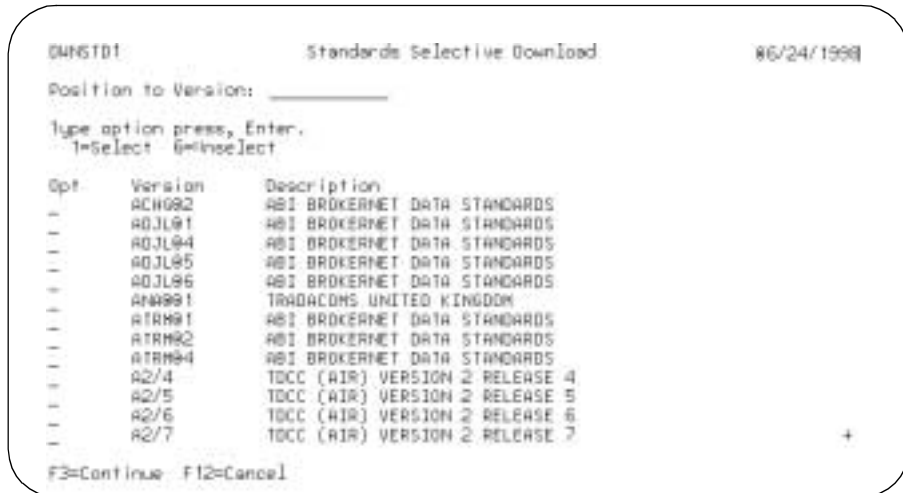 DWNSTD1 Standards Selective Download 06/24/1998
Position to Version: __________
Type option press, Enter.
1=Select 6=Unselect
Opt Version Description
_ ACHG02 ABI BROKERNET DATA STANDARDS
_ ADJL01 ABI BROKERNET DATA STANDARDS
_ ADJL04 ABI BROKERNET DATA STANDARDS
_ ADJL05 ABI BROKERNET DATA STANDARDS
_ ADJL06 ABI BROKERNET DATA STANDARDS
_ ANA001 TRADACOMS UNITED KINGDOM
_ ATRM01 ABI BROKERNET DATA STANDARDS
_ ATRM02 ABI BROKERNET DATA STANDARDS
_ ATRM04 ABI BROKERNET DATA STANDARDS
_ A2/4 TDCC (AIR) VERSION 2 RELEASE 4
_ A2/5 TDCC (AIR) VERSION 2 RELEASE 5
_ A2/6 TDCC (AIR) VERSION 2 RELEASE 6
_ A2/7 TDCC (AIR) VERSION 2 RELEASE 7 +
F3=Continue F12=Cancel